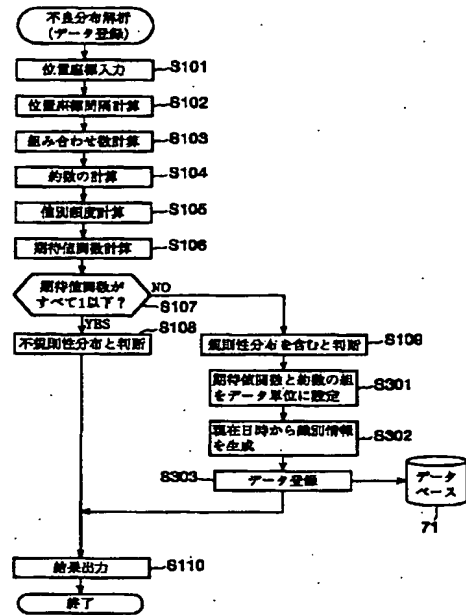 不良分布解析
(データ登録)
位置座標入力
S101
位置座標間隔計算
S102
組み合わせ数計算
S103
約数の計算
S104
値別頻度計算
S105
期待値関数計算
S106
期待値関数が
すべて1以下?
NO
S107
YES
S108
不規則性分布と判断
規則性分布を含むと判断
S109
期待値関数と約数の組
をデータ単位に設定
S301
現在日時から識別情報
を生成
S302
S303
データ登録
データ
ベース
71
結果出力
S110
終了